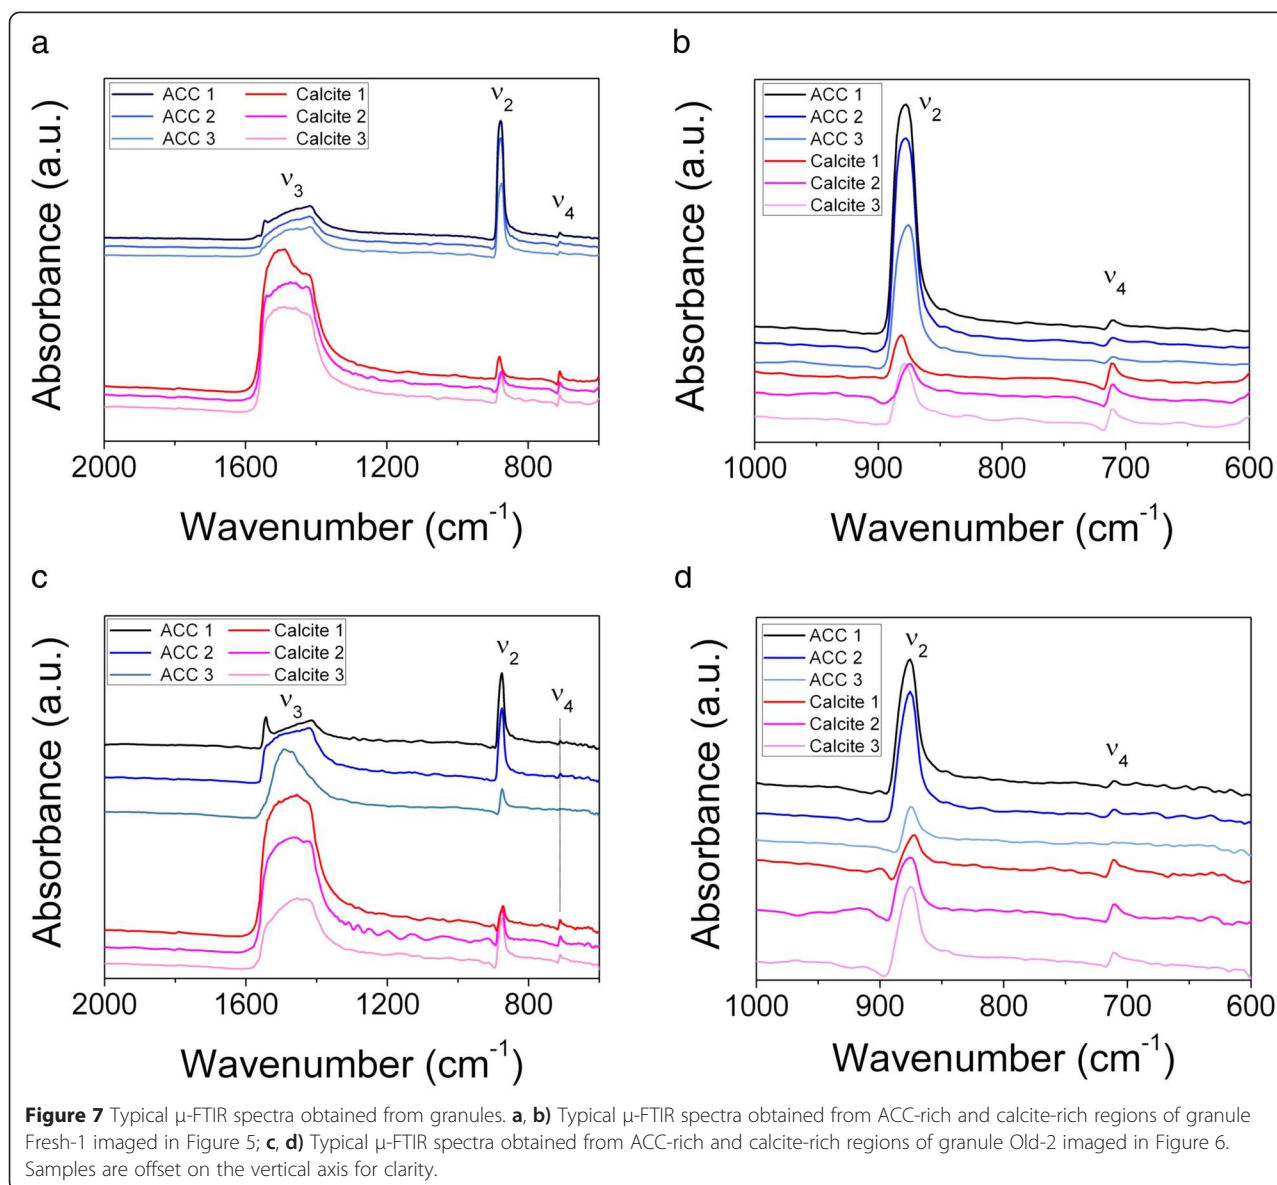 a
ACC 1 Calcite 1
ACC 2 Calcite 2
ACC 3 Calcite 3
ν2
ν3
ν4
Absorbance (a.u.)
2000 1600 1200 800
Wavenumber (cm-1)
b
ACC 1
ACC 2
ACC 3
Calcite 1
Calcite 2
Calcite 3
ν2
ν4
Absorbance (a.u.)
1000 900 800 700 600
Wavenumber (cm-1)
c
ACC 1 Calcite 1
ACC 2 Calcite 2
ACC 3 Calcite 3
ν2
ν3
ν4
Absorbance (a.u.)
2000 1600 1200 800
Wavenumber (cm-1)
d
ACC 1
ACC 2
ACC 3
Calcite 1
Calcite 2
Calcite 3
ν2
ν4
Absorbance (a.u.)
1000 900 800 700 600
Wavenumber (cm-1)
Figure 7 Typical μ-FTIR spectra obtained from granules. a, b) Typical μ-FTIR spectra obtained from ACC-rich and calcite-rich regions of granule
Fresh-1 imaged in Figure 5; c, d) Typical μ-FTIR spectra obtained from ACC-rich and calcite-rich regions of granule Old-2 imaged in Figure 6.
Samples are offset on the vertical axis for clarity.